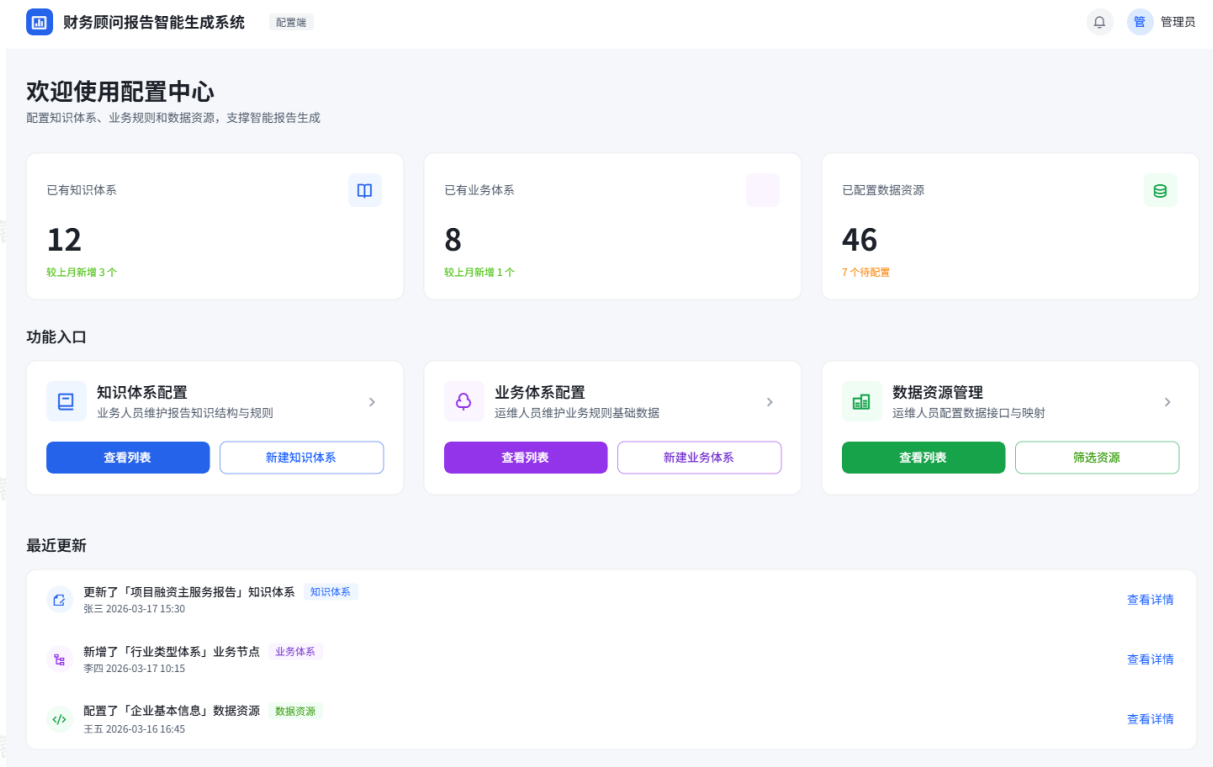 财务顾问报告智能生成系统 配置端 管 管理员
欢迎使用配置中心
配置知识体系、业务规则和数据资源，支撑智能报告生成
已有知识体系
12
较上月新增 3 个
已有业务体系
8
较上月新增 1 个
已配置数据资源
46
7 个待配置
功能入口
知识体系配置
业务人员维护报告知识结构与规则
查看列表 新建知识体系
业务体系配置
运维人员维护业务规则基础数据
查看列表 新建业务体系
数据资源管理
运维人员配置数据接口与映射
查看列表 筛选资源
最近更新
更新了「项目融资主服务报告」知识体系 知识体系
张三 2026-03-17 15:30
查看详情
新增了「行业类型体系」业务节点 业务体系
李四 2026-03-17 10:15
查看详情
配置了「企业基本信息」数据资源 数据资源
王五 2026-03-16 16:45
查看详情